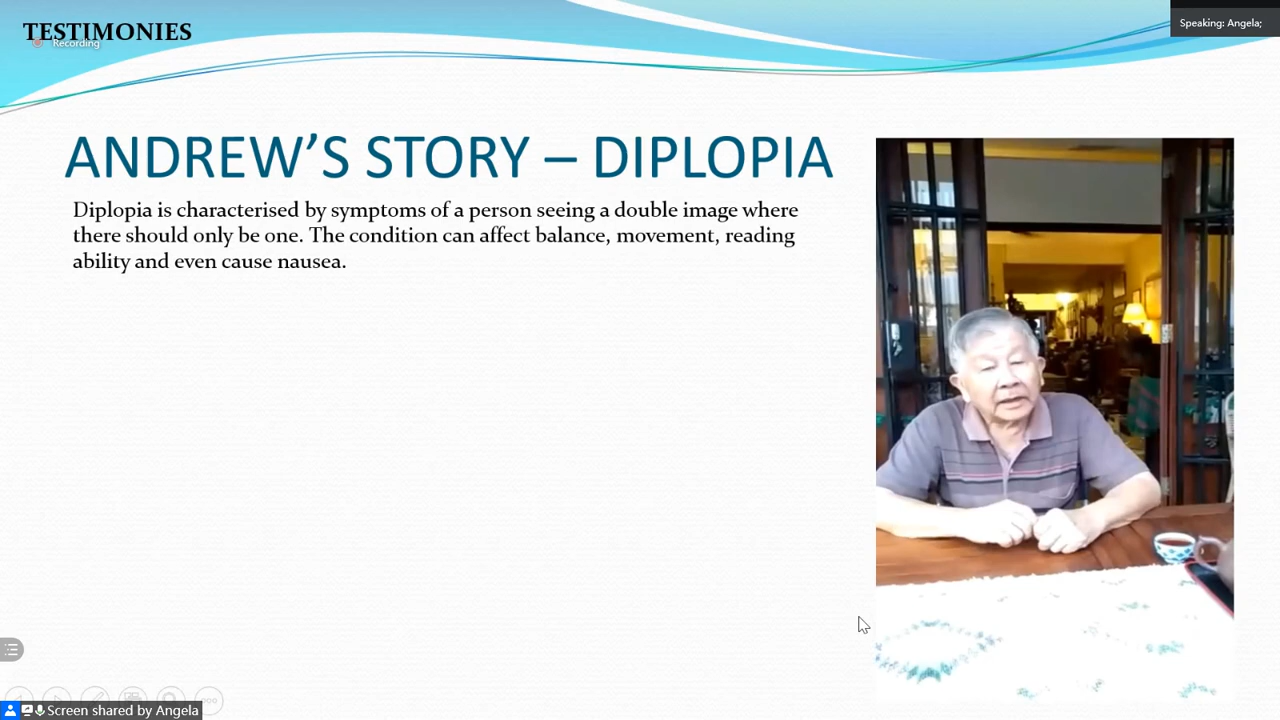 TESTIMONIES
Recording
Speaking: Angela;
ANDREW’S STORY – DIPLOPIA
Diplopia is characterised by symptoms of a person seeing a double image where
there should only be one. The condition can affect balance, movement, reading
ability and even cause nausea.
Screen shared by Angela